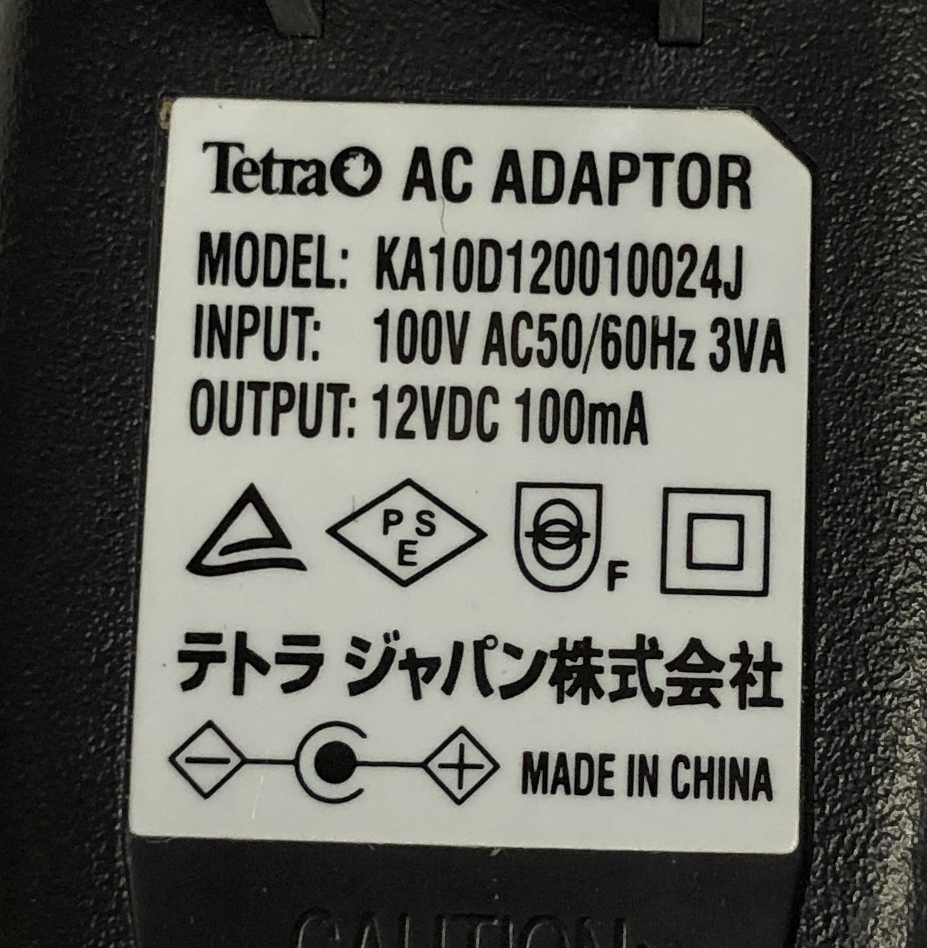 Tetra AC ADAPTOR
MODEL: KA10D120010024J
INPUT: 100V AC50/60Hz 3VA
OUTPUT: 12VDC 100mA
P S
E
F
テトラ ジャパン株式会社
MADE IN CHINA
CAUTION: